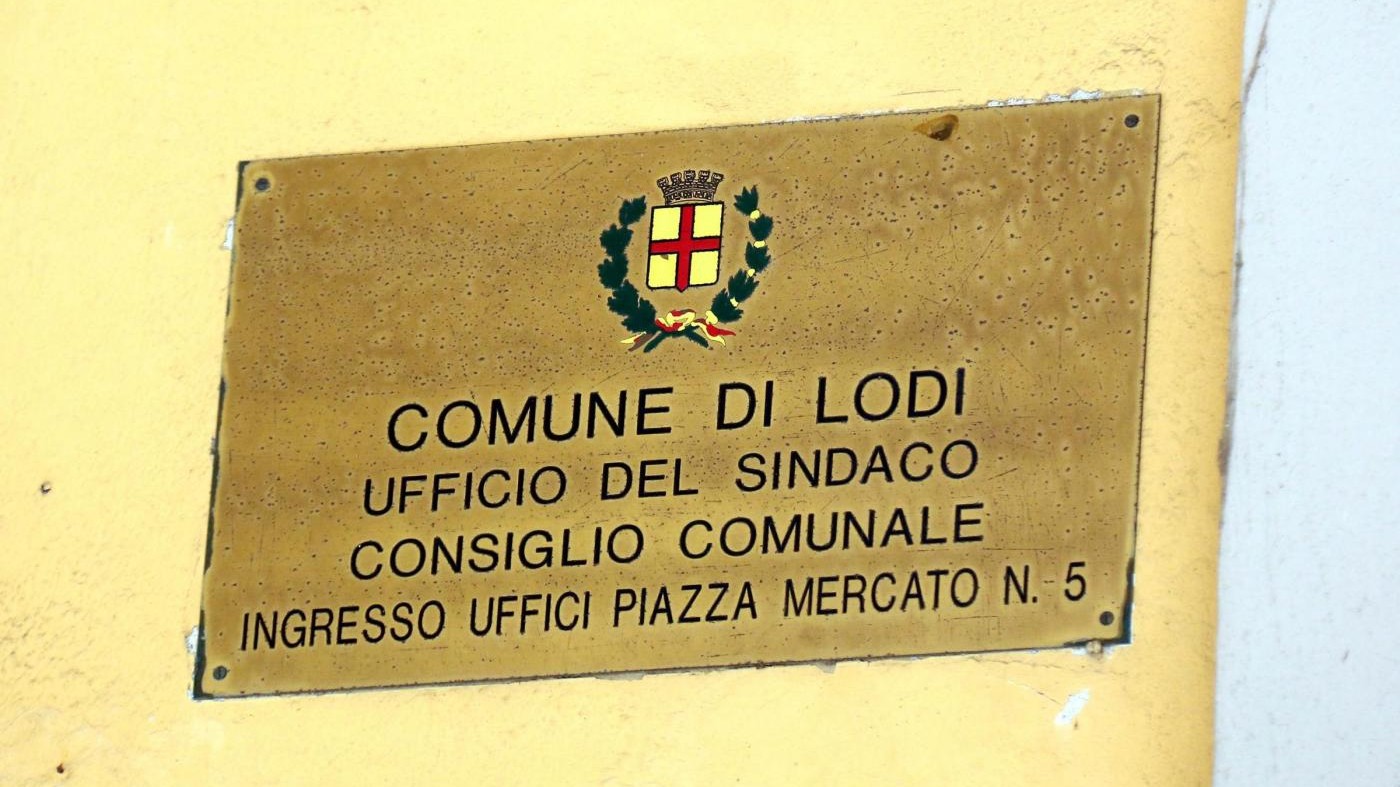 COMUNE DI LODI
UFFICIO DEL SINDACO
CONSIGLIO COMUNALE
INGRESSO UFFICI PIAZZA MERCATO N. 5